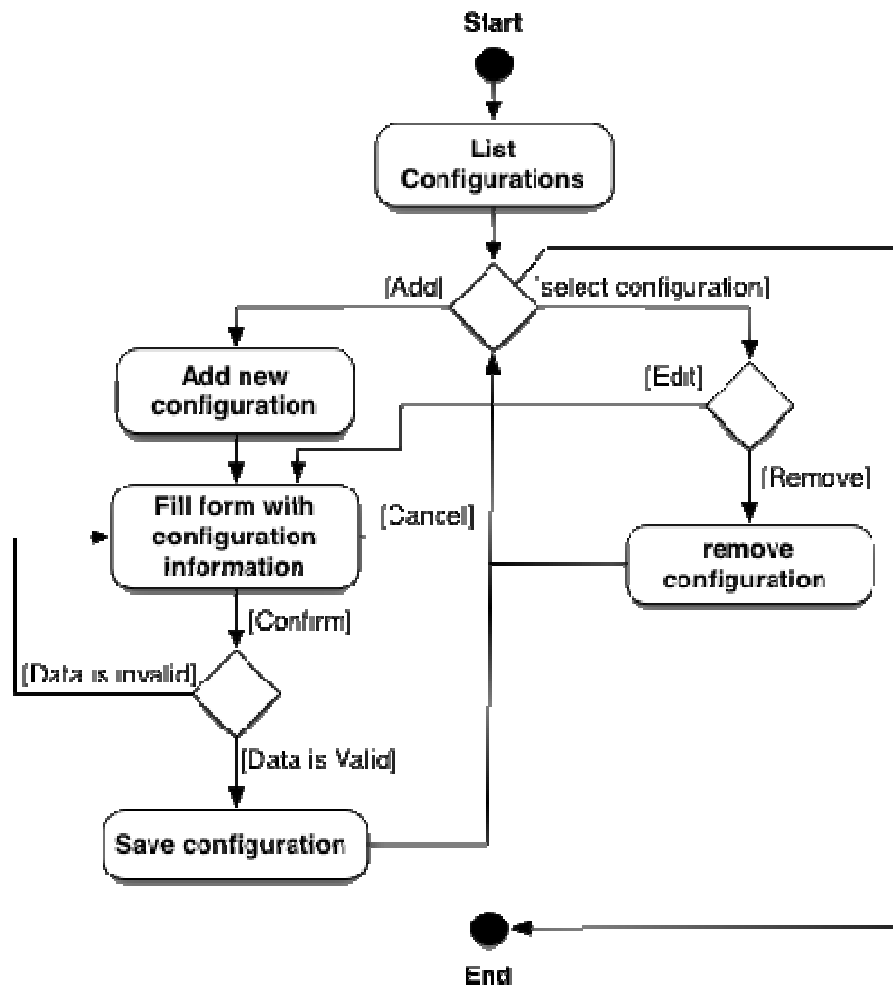 Start
List
Configurations
[Add]
[select configuration]
Add new
configuration
[Edit]
[Remove]
Fill form with
configuration
information
[Cancel]
remove
configuration
[Confirm]
[Data is invalid]
[Data is Valid]
Save configuration
End